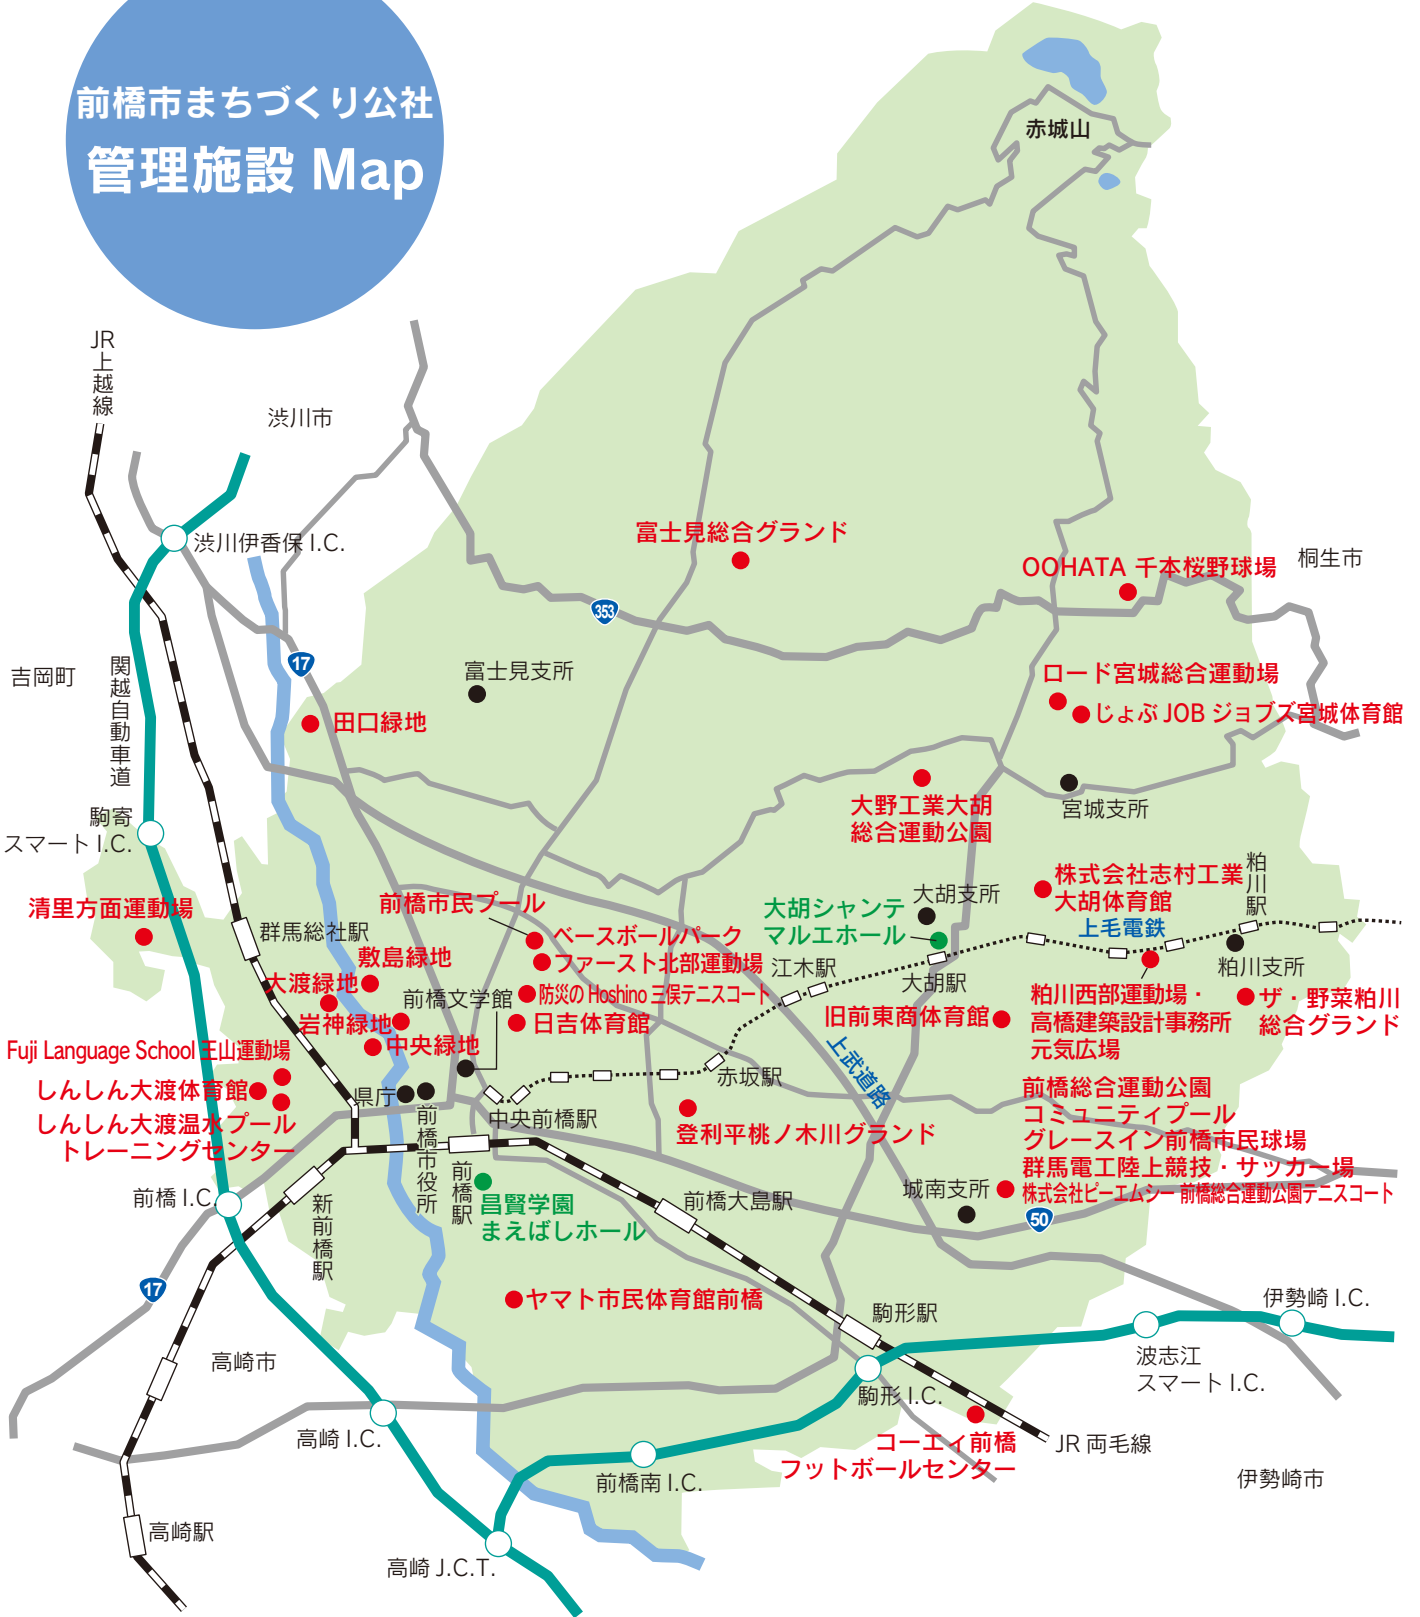 前橋市まちづくり公社
管理施設 Map
赤城山
JR上越線
渋川市
渋川伊香保 I.C.
富士見総合グランド
OOHATA 千本桜野球場
桐生市
353
17
吉岡町
関越自動車道
富士見支所
田口緑地
ロード宮城総合運動場
じょぶ JOB ジョブズ宮城体育館
大野工業大胡
総合運動公園
宮城支所
駒寄
スマート I.C.
株式会社志村工業
大胡体育館
粕川駅
大胡支所
大胡シャンテ
マルエホール
上毛電鉄
清里方面運動場
前橋市民プール
群馬総社駅
敷島緑地
ベースボールパーク
ファースト北部運動場
江木駅
大胡駅
粕川支所
大渡緑地
前橋文学館
防災の Hoshino 三俣テニスコート
岩神緑地
日吉体育館
旧前東商体育館
粕川西部運動場・
高橋建築設計事務所
元気広場
ザ・野菜粕川
総合グランド
中央緑地
Fuji Language School 王山運動場
しんしん大渡体育館
しんしん大渡温水プール
トレーニングセンター
県庁
前橋市役所
赤坂駅
上武道路
中央前橋駅
登利平桃ノ木川グランド
前橋総合運動公園
コミュニティプール
グレースイン前橋市民球場
群馬電工陸上競技・サッカー場
株式会社ピーエムシー 前橋総合運動公園テニスコート
前橋 I.C.
新前橋駅
前橋駅
昌賢学園
まえばしホール
前橋大島駅
城南支所
50
17
ヤマト市民体育館前橋
駒形駅
伊勢崎 I.C.
高崎市
波志江
スマート I.C.
駒形 I.C.
高崎 I.C.
コーエィ前橋
フットボールセンター
JR 両毛線
前橋南 I.C.
伊勢崎市
高崎駅
高崎 J.C.T.